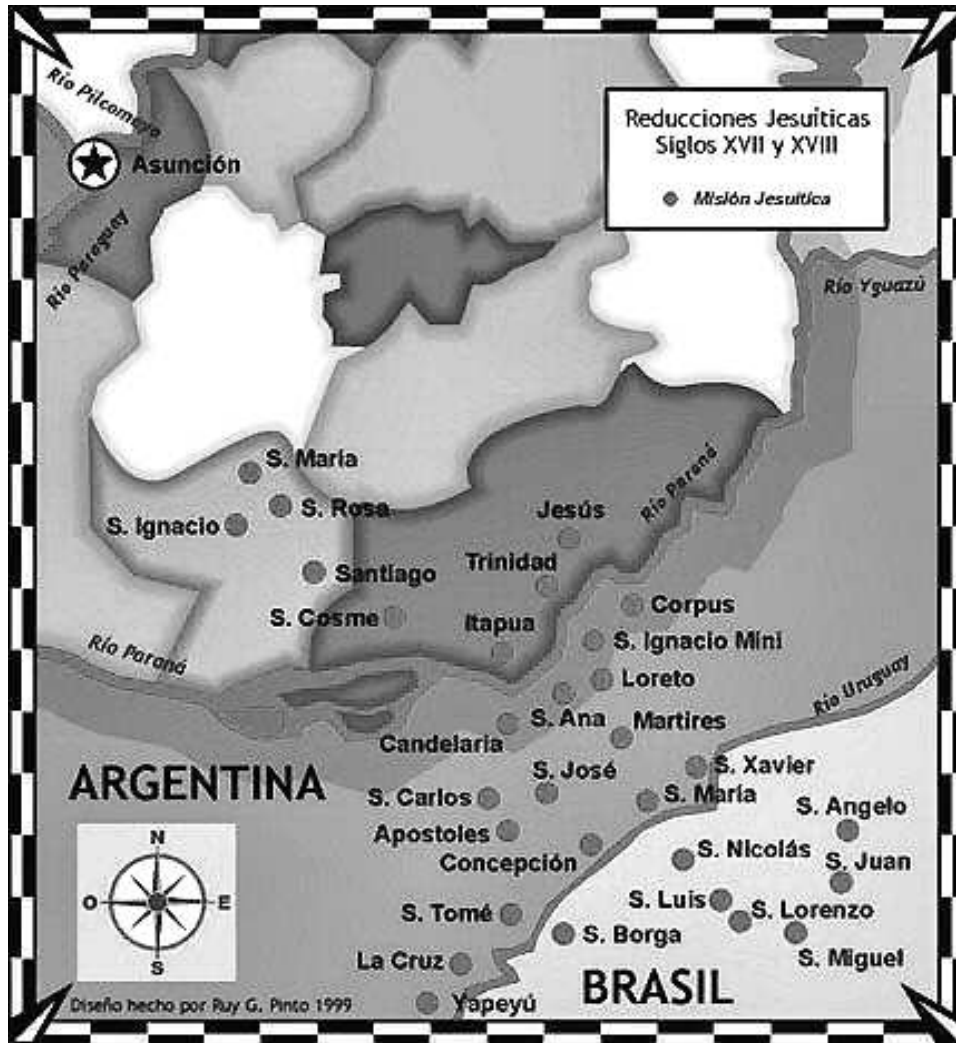 Río Pilcomayo
Asunción
Río Paraguay
Reducciones Jesuíticas
Siglos XVII y XVIII
Misión Jesuítica
Río Yguazú
S. María
S. Rosa
S. Ignacio
Santiago
S. Cosme
Jesús
Río Paraná
Trinidad
Itapua
Corpus
S. Ignacio Mini
Loreto
S. Ana
Río Paraná
Candelaria
Martires
Río Uruguay
ARGENTINA
S. José
S. Xavier
S. Carlos
S. María
S. Angelo
Apostoles
Concepción
S. Nicolás
S. Juan
S. Luis
S. Lorenzo
S. Tomé
S. Borga
S. Miguel
La Cruz
BRASIL
Yapeyú
N
O
E
S
Diseño hecho por Ruy G. Pinto 1999